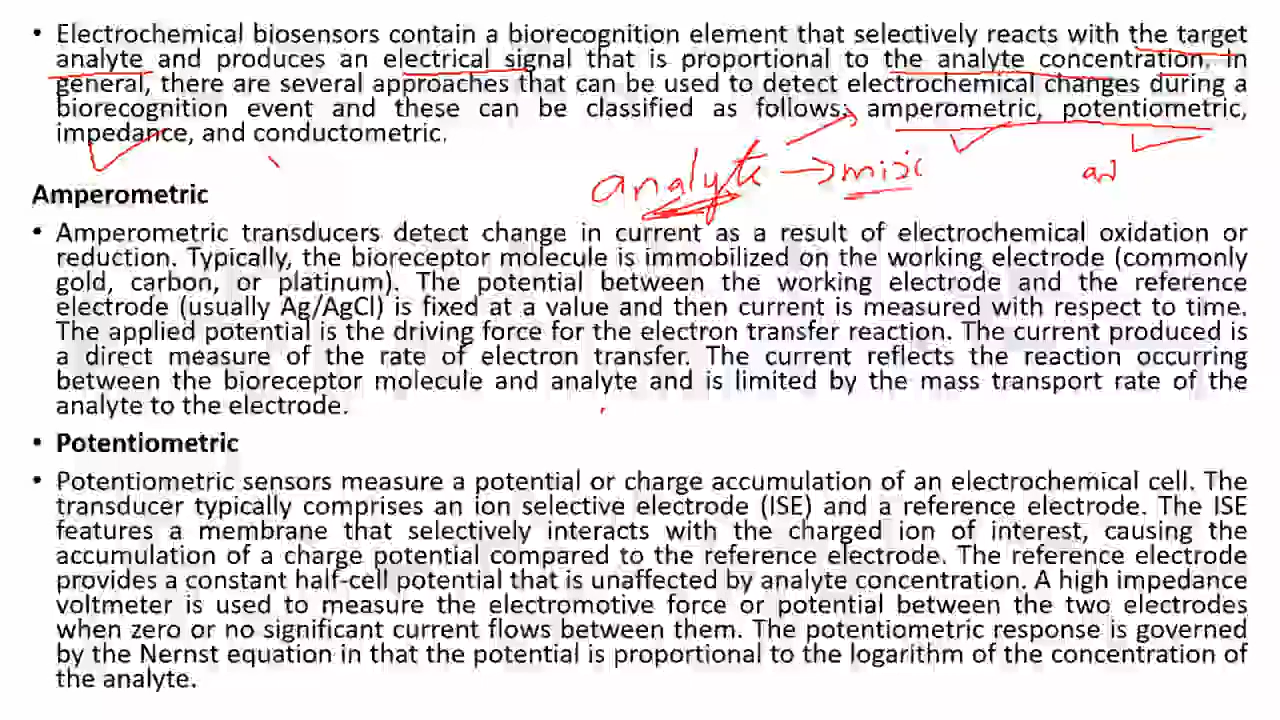 • Electrochemical biosensors contain a biorecognition element that selectively reacts with the target
analyte and produces an electrical signal that is proportional to the analyte concentration. In
general, there are several approaches that can be used to detect electrochemical changes during a
biorecognition event and these can be classified as follows: amperometric, potentiometric,
impedance, and conductometric.
analyte → mix
Amperometric
• Amperometric transducers detect change in current as a result of electrochemical oxidation or
reduction. Typically, the bioreceptor molecule is immobilized on the working electrode (commonly
gold, carbon, or platinum). The potential between the working electrode and the reference
electrode (usually Ag/AgCl) is fixed at a value and then current is measured with respect to time.
The applied potential is the driving force for the electron transfer reaction. The current produced is
a direct measure of the rate of electron transfer. The current reflects the reaction occurring
between the bioreceptor molecule and analyte and is limited by the mass transport rate of the
analyte to the electrode.
• Potentiometric
• Potentiometric sensors measure a potential or charge accumulation of an electrochemical cell. The
transducer typically comprises an ion selective electrode (ISE) and a reference electrode. The ISE
features a membrane that selectively interacts with the charged ion of interest, causing the
accumulation of a charge potential compared to the reference electrode. The reference electrode
provides a constant half-cell potential that is unaffected by analyte concentration. A high impedance
voltmeter is used to measure the electromotive force or potential between the two electrodes
when zero or no significant current flows between them. The potentiometric response is governed
by the Nernst equation in that the potential is proportional to the logarithm of the concentration of
the analyte.